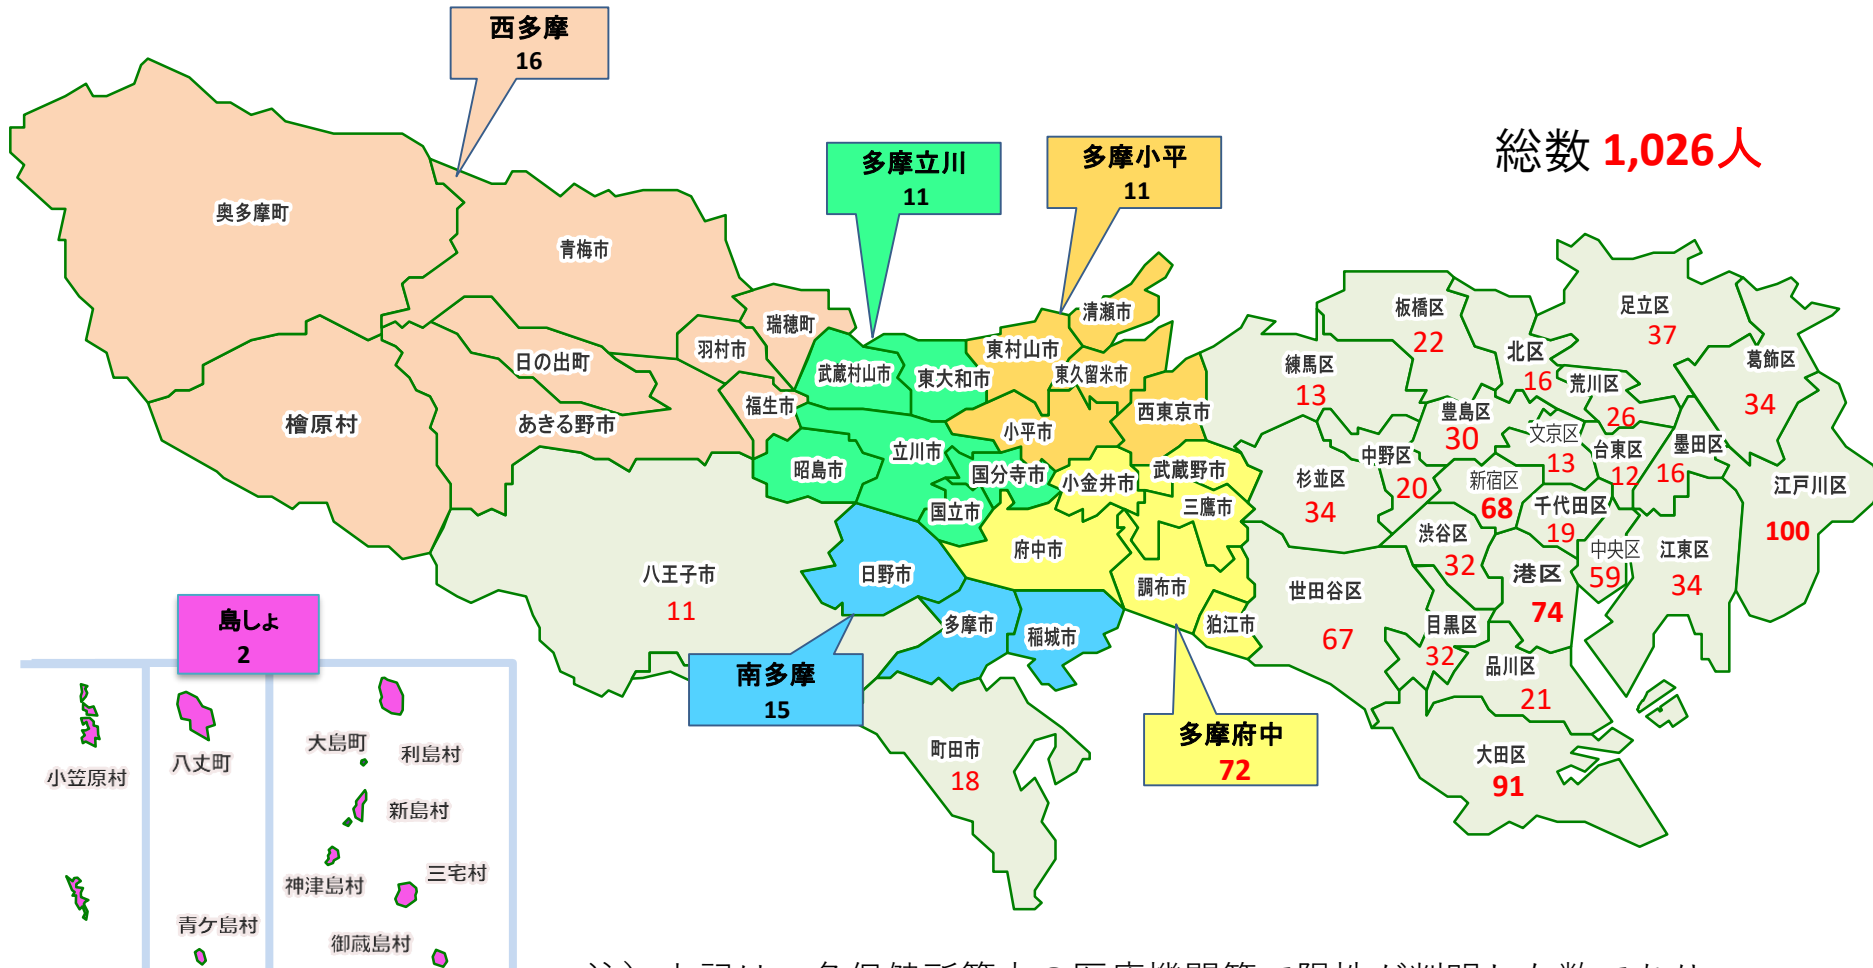 西多摩
16
多摩立川
11
多摩小平
11
総数 1,026人
奥多摩町
青梅市
瑞穂町
羽村市
日の出町
福生市
あきる野市
檜原村
武蔵村山市
東大和市
東村山市
清瀬市
東久留米市
西東京市
小平市
立川市
昭島市
国分寺市
国立市
小金井市
武蔵野市
三鷹市
府中市
調布市
狛江市
日野市
多摩市
稲城市
八王子市
11
町田市
18
南多摩
15
多摩府中
72
板橋区
22
練馬区
13
北区
16
足立区
37
葛飾区
34
荒川区
26
豊島区
30
文京区
13
台東区
12
墨田区
16
江戸川区
100
中野区
20
杉並区
34
新宿区
68
千代田区
19
渋谷区
32
中央区
59
江東区
34
港区
74
世田谷区
67
目黒区
32
品川区
21
大田区
91
島しょ
2
小笠原村
八丈町
青ケ島村
大島町
利島村
新島村
神津島村
三宅村
御蔵島村